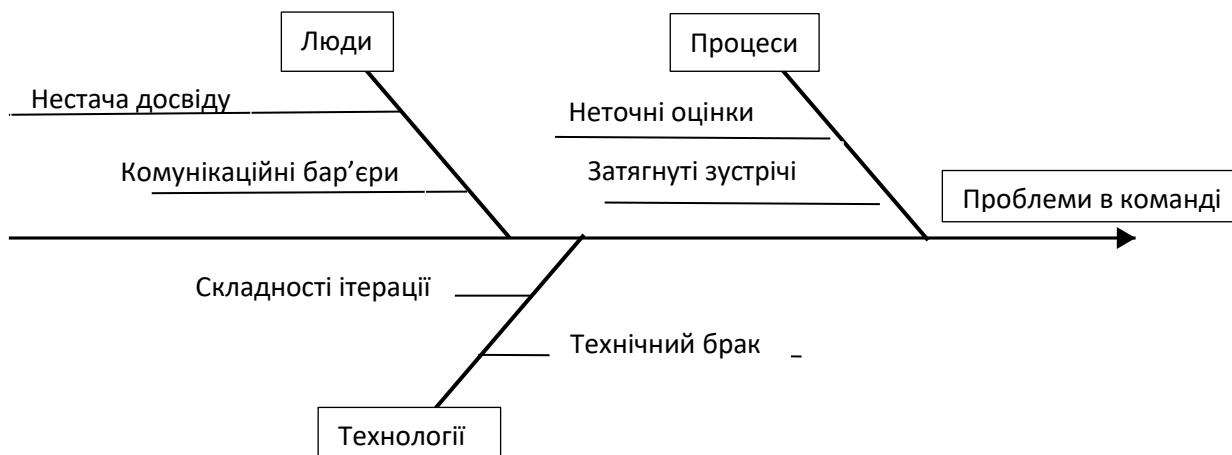 Люди
Процеси
Нестача досвіду
Неточні оцінки
Комунікаційні бар’єри
Затягнуті зустрічі
Проблеми в команді
Складності ітерації
Технічний брак
Технології